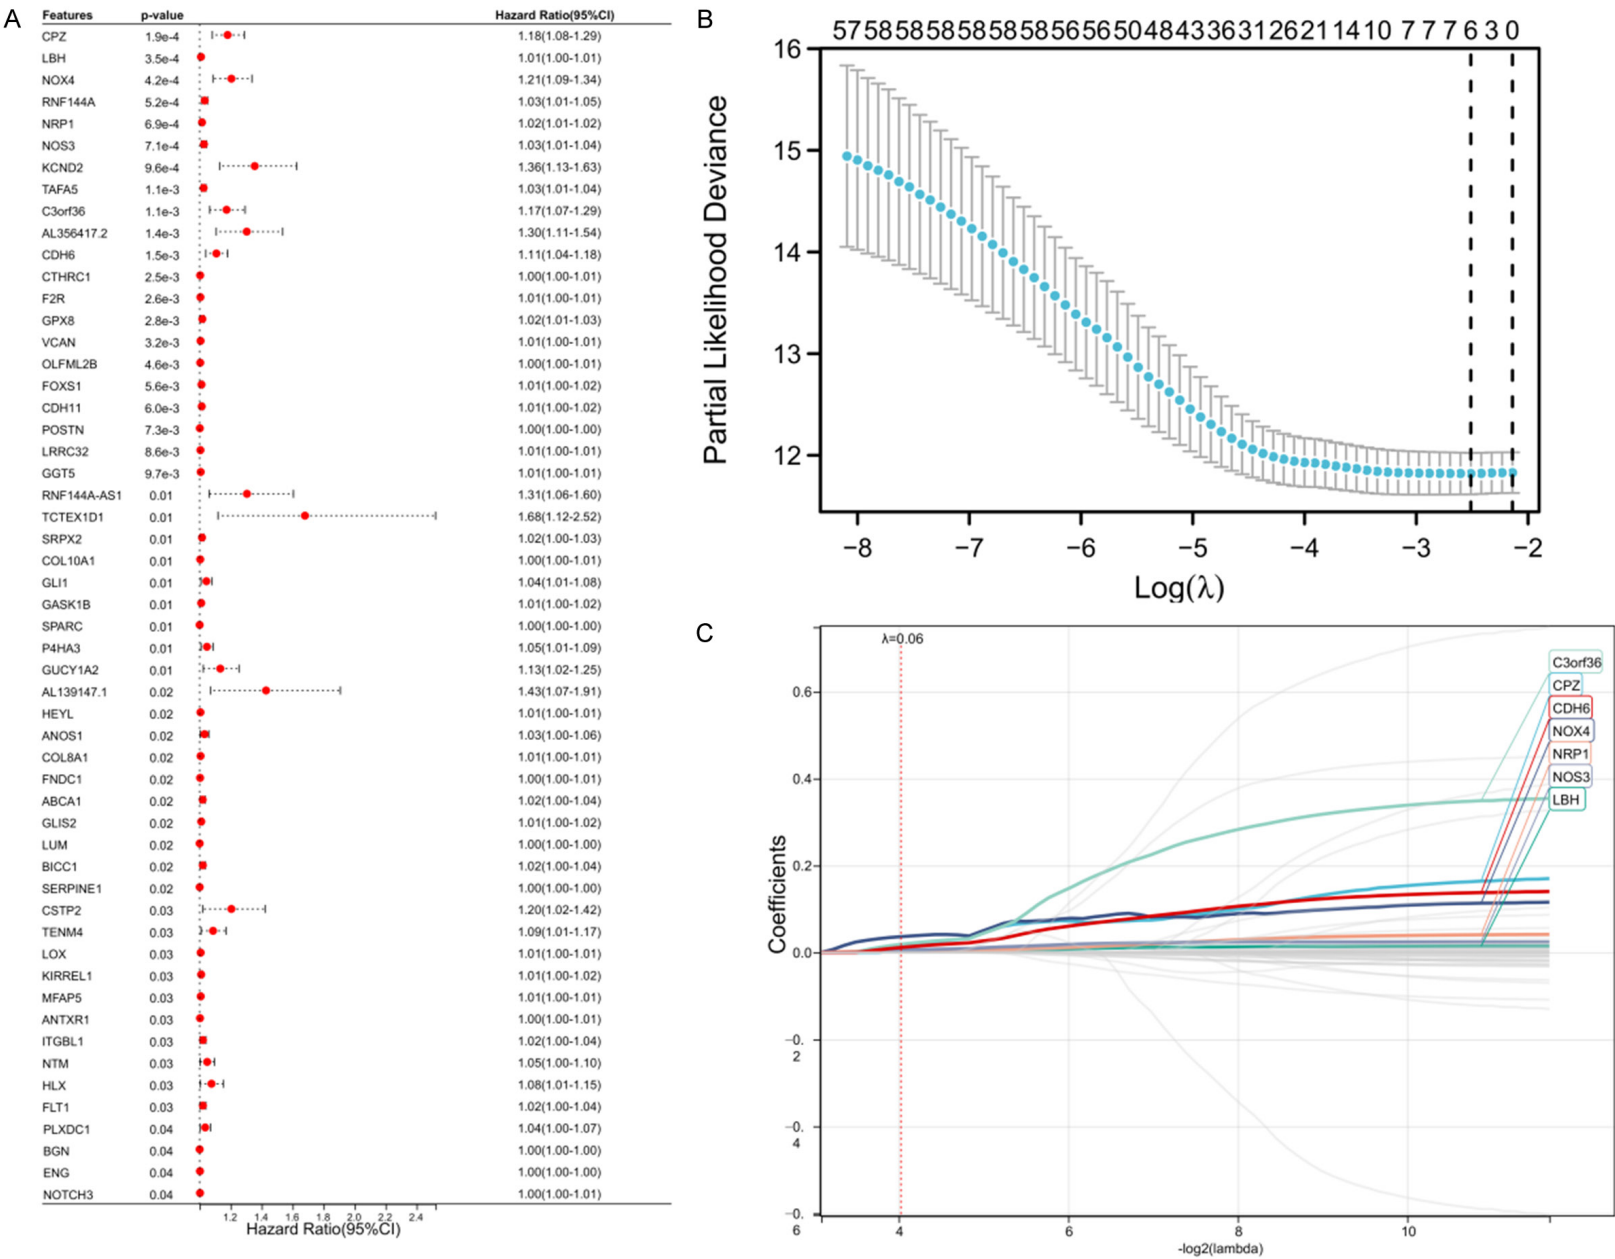 A
Features p-value Hazard Ratio(95%CI)
CPZ 1.9e-4 1.18(1.08-1.29)
LBH 3.5e-4 1.01(1.00-1.01)
NOX4 4.2e-4 1.21(1.09-1.34)
RNF144A 5.2e-4 1.03(1.01-1.05)
NRP1 6.9e-4 1.02(1.01-1.02)
NOS3 7.1e-4 1.03(1.01-1.04)
KCND2 9.6e-4 1.36(1.13-1.63)
TAFA5 1.1e-3 1.03(1.01-1.04)
C3orf36 1.1e-3 1.17(1.07-1.29)
AL356417.2 1.4e-3 1.30(1.11-1.54)
CDH6 1.5e-3 1.11(1.04-1.18)
CTHRC1 2.5e-3 1.00(1.00-1.01)
F2R 2.6e-3 1.01(1.00-1.01)
GPX8 2.8e-3 1.02(1.01-1.03)
VCAN 3.2e-3 1.01(1.00-1.01)
OLFML2B 4.6e-3 1.00(1.00-1.01)
FOXS1 5.6e-3 1.01(1.00-1.02)
CDH11 6.0e-3 1.01(1.00-1.02)
POSTN 7.3e-3 1.00(1.00-1.00)
LRRC32 8.6e-3 1.01(1.00-1.01)
GGT5 9.7e-3 1.01(1.00-1.01)
RNF144A-AS1 0.01 1.31(1.06-1.60)
TCTEX1D1 0.01 1.68(1.12-2.52)
SRPX2 0.01 1.02(1.00-1.03)
COL10A1 0.01 1.00(1.00-1.01)
GLI1 0.01 1.04(1.01-1.08)
GASK1B 0.01 1.01(1.00-1.02)
SPARC 0.01 1.00(1.00-1.00)
P4HA3 0.01 1.05(1.01-1.09)
GUCY1A2 0.01 1.13(1.02-1.25)
AL139147.1 0.02 1.43(1.07-1.91)
HEYL 0.02 1.01(1.00-1.01)
ANOS1 0.02 1.03(1.00-1.06)
COL8A1 0.02 1.01(1.00-1.01)
FNDC1 0.02 1.00(1.00-1.01)
ABCA1 0.02 1.02(1.00-1.04)
GLIS2 0.02 1.01(1.00-1.02)
LUM 0.02 1.00(1.00-1.00)
BICC1 0.02 1.02(1.00-1.04)
SERPINE1 0.02 1.00(1.00-1.00)
CSTP2 0.03 1.20(1.02-1.42)
TENM4 0.03 1.09(1.01-1.17)
LOX 0.03 1.01(1.00-1.01)
KIRREL1 0.03 1.01(1.00-1.02)
MFAP5 0.03 1.01(1.00-1.01)
ANTXR1 0.03 1.00(1.00-1.01)
ITGBL1 0.03 1.02(1.00-1.04)
NTM 0.03 1.05(1.00-1.10)
HLX 0.03 1.08(1.01-1.15)
FLT1 0.03 1.02(1.00-1.04)
PLXDC1 0.04 1.04(1.00-1.07)
BGN 0.04 1.00(1.00-1.00)
ENG 0.04 1.00(1.00-1.00)
NOTCH3 0.04 1.00(1.00-1.01)
1.2 1.4 1.6 1.8 2.0 2.2 2.4
Hazard Ratio(95%CI)
B
57 58 58 58 58 58 58 56 56 50 48 43 36 31 26 21 14 10 7 7 7 6 3 0
16
15
14
13
12
Partial Likelihood Deviance
−8 −7 −6 −5 −4 −3 −2
Log(λ)
C
λ=0.06
C3orf36
CPZ
CDH6
NOX4
NRP1
NOS3
LBH
0.6
0.4
0.2
0.0
−0.
2
−0.
4
−0.
6
Coefficients
4 6 8 10
-log2(lambda)